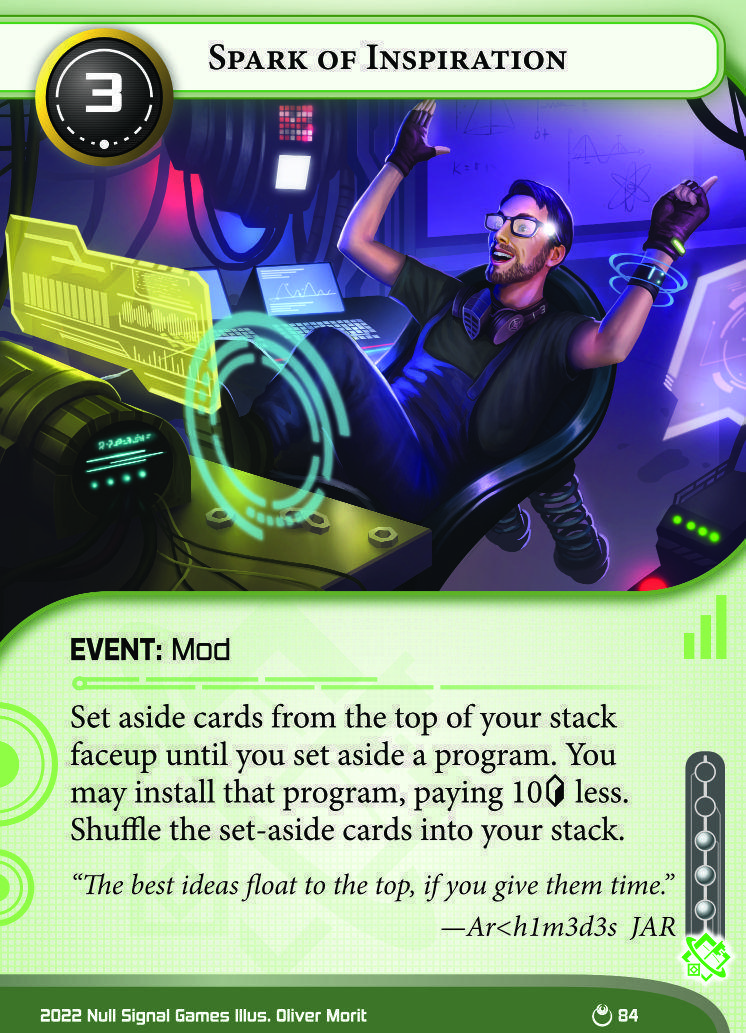 3
Spark of Inspiration
EVENT: Mod
Set aside cards from the top of your stack
faceup until you set aside a program. You
may install that program, paying 10 less.
Shuffle the set-aside cards into your stack.
“The best ideas float to the top, if you give them time.”
—Ar<h1m3d3s JAR
2022 Null Signal Games Illus. Oliver Morit
84